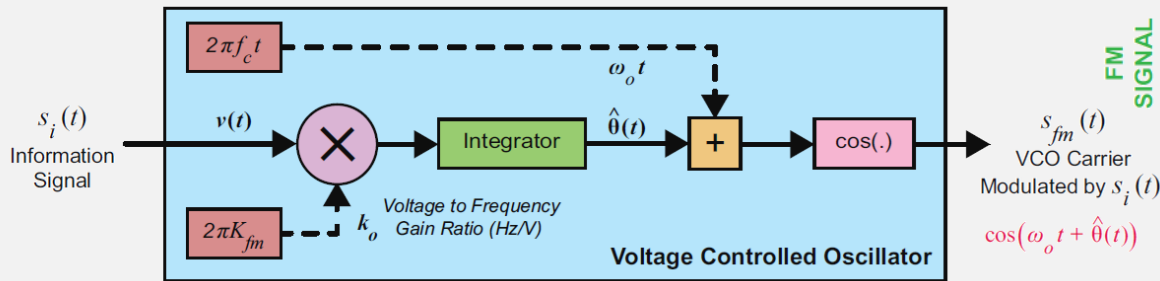 2πf_c t
ω_o t
FM
SIGNAL
s_i(t)
Information
Signal
v(t)
×
Integrator
θ̂(t)
+
cos(.)
s_fm(t)
VCO Carrier
Modulated by s_i(t)
cos(ω_o t + θ̂(t))
2πK_fm
k_o
Voltage to Frequency
Gain Ratio (Hz/V)
Voltage Controlled Oscillator